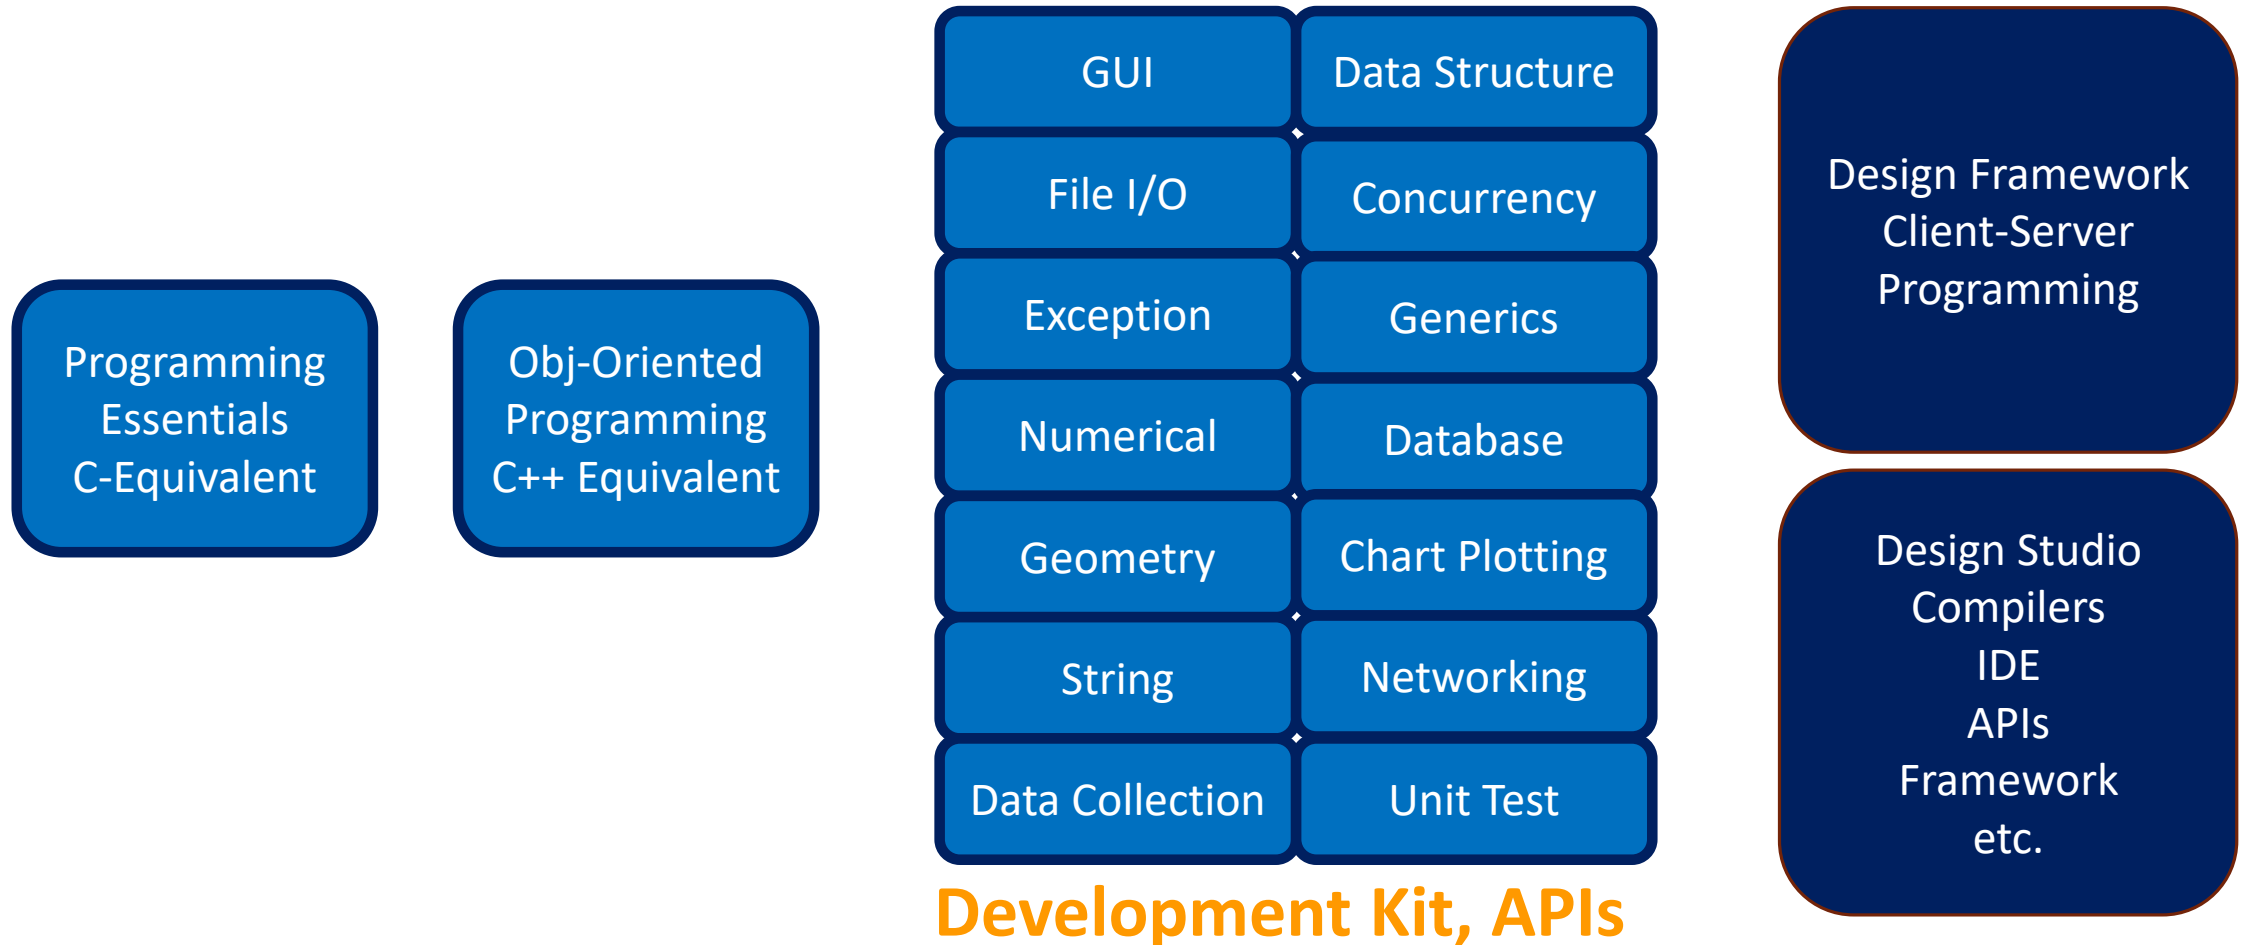 Programming
Essentials
C-Equivalent
Obj-Oriented
Programming
C++ Equivalent
GUI
Data Structure
File I/O
Concurrency
Exception
Generics
Numerical
Database
Geometry
Chart Plotting
String
Networking
Data Collection
Unit Test
Development Kit, APIs
Design Framework
Client-Server
Programming
Design Studio
Compilers
IDE
APIs
Framework
etc.